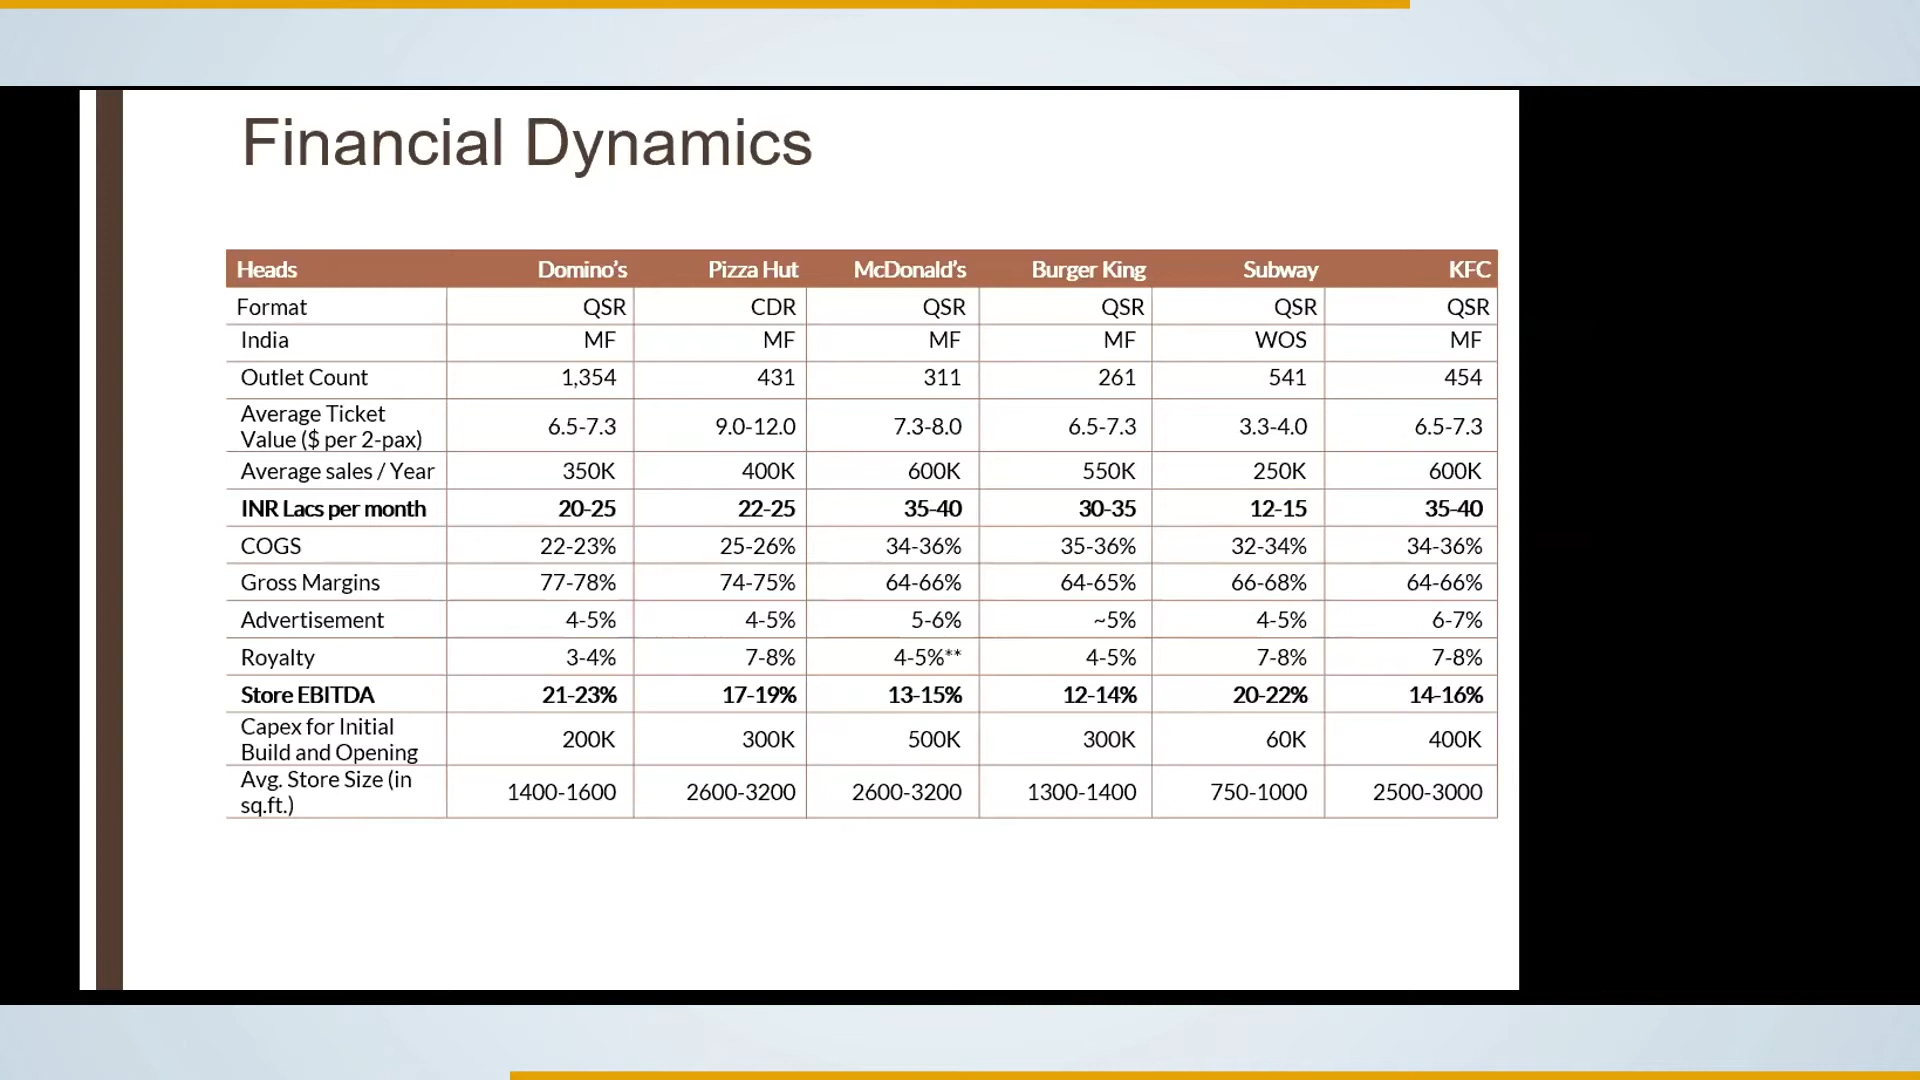 Financial Dynamics
Heads Domino's Pizza Hut McDonald's Burger King Subway KFC
Format QSR CDR QSR QSR QSR QSR
India MF MF MF MF WOS MF
Outlet Count 1,354 431 311 261 541 454
Average Ticket
Value ($ per 2-pax) 6.5-7.3 9.0-12.0 7.3-8.0 6.5-7.3 3.3-4.0 6.5-7.3
Average sales / Year 350K 400K 600K 550K 250K 600K
INR Lacs per month 20-25 22-25 35-40 30-35 12-15 35-40
COGS 22-23% 25-26% 34-36% 35-36% 32-34% 34-36%
Gross Margins 77-78% 74-75% 64-66% 64-65% 66-68% 64-66%
Advertisement 4-5% 4-5% 5-6% ~5% 4-5% 6-7%
Royalty 3-4% 7-8% 4-5%** 4-5% 7-8% 7-8%
Store EBITDA 21-23% 17-19% 13-15% 12-14% 20-22% 14-16%
Capex for Initial
Build and Opening 200K 300K 500K 300K 60K 400K
Avg. Store Size (in
sq.ft.) 1400-1600 2600-3200 2600-3200 1300-1400 750-1000 2500-3000